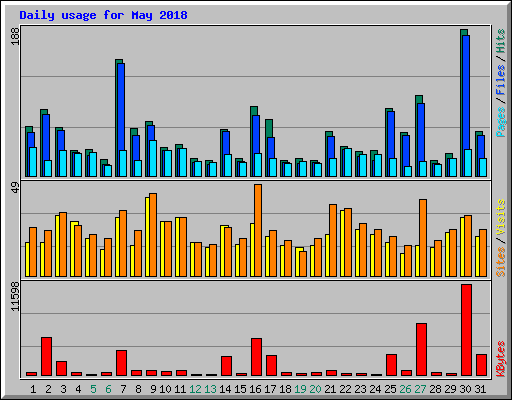 Daily usage for May 2018
188
Pages / Files / Hits
49
Sites / Visits
11598
KBytes
1 2 3 4 5 6 7 8 9 10 11 12 13 14 15 16 17 18 19 20 21 22 23 24 25 26 27 28 29 30 31